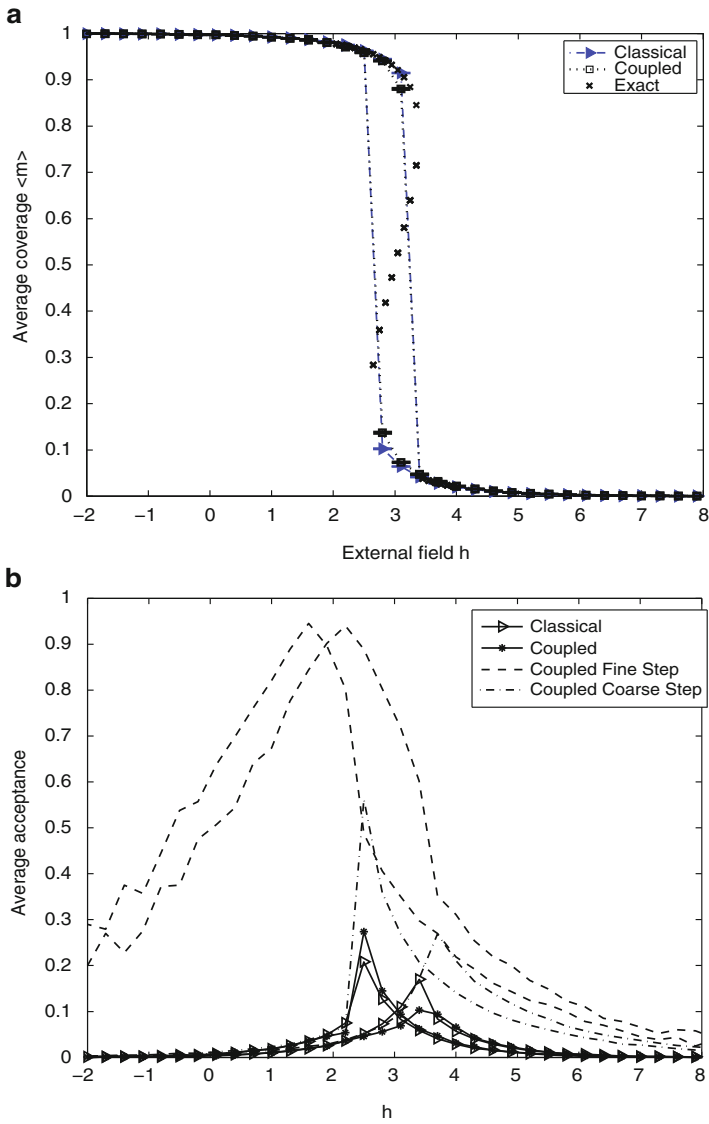 a
1
0.9
0.8
0.7
0.6
0.5
0.4
0.3
0.2
0.1
0
Average coverage <m>
Classical
Coupled
Exact
−2 −1 0 1 2 3 4 5 6 7 8
External field h
b
1
0.9
0.8
0.7
0.6
0.5
0.4
0.3
0.2
0.1
0
Average acceptance
Classical
Coupled
Coupled Fine Step
Coupled Coarse Step
−2 −1 0 1 2 3 4 5 6 7 8
h